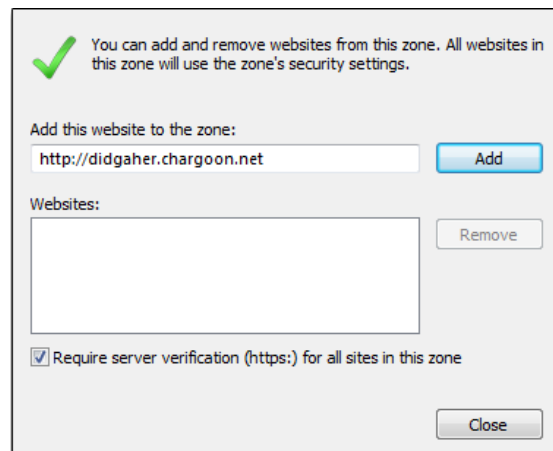 You can add and remove websites from this zone. All websites in
this zone will use the zone's security settings.
Add this website to the zone:
http://didgaher.chargoon.net
Add
Websites:
Remove
Require server verification (https:) for all sites in this zone
Close